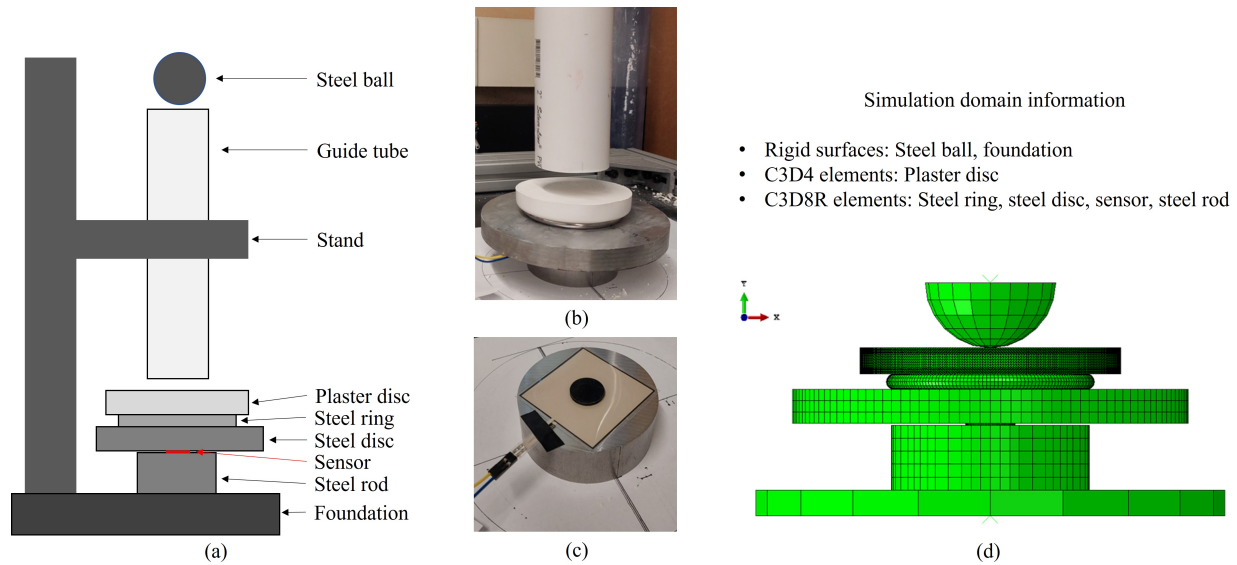 Steel ball
Guide tube
Stand
Plaster disc
Steel ring
Steel disc
Sensor
Steel rod
Foundation
(a)
(b)
(c)
Simulation domain information
• Rigid surfaces: Steel ball, foundation
• C3D4 elements: Plaster disc
• C3D8R elements: Steel ring, steel disc, sensor, steel rod
Y
X
(d)